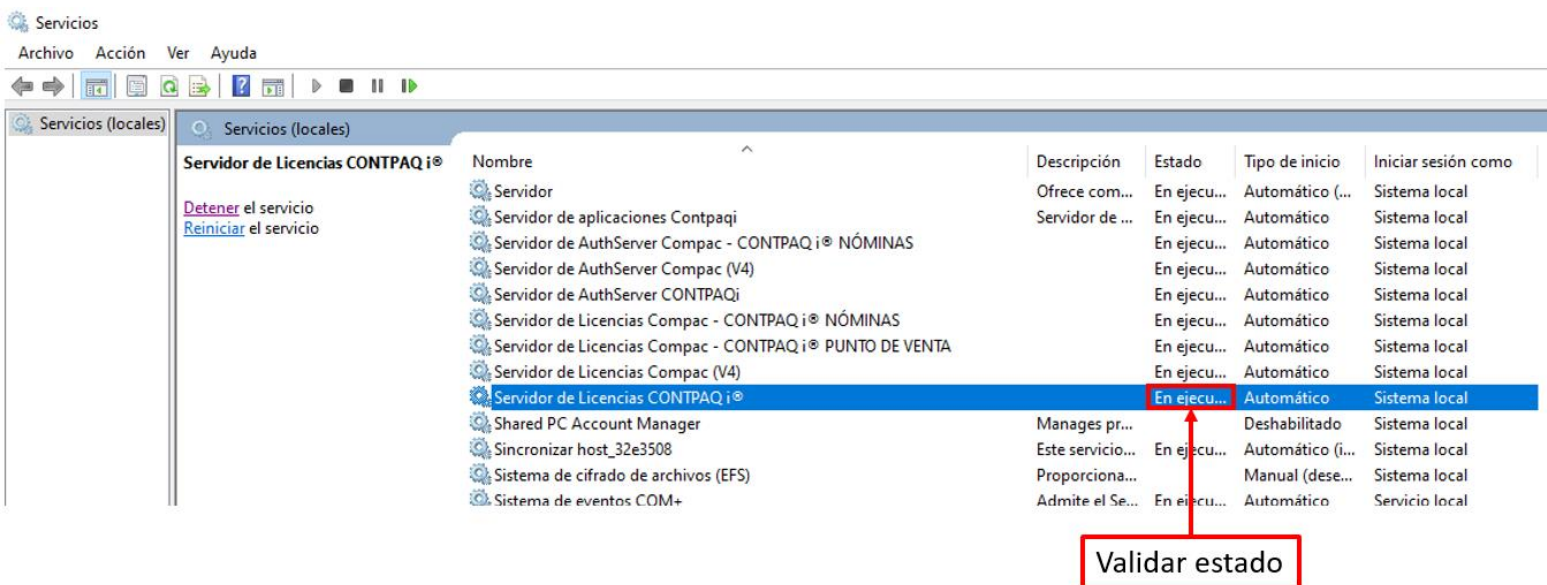 Servicios
Archivo Acción Ver Ayuda
Servicios (locales)
Servicios (locales)
Servidor de Licencias CONTPAQ i®
Detener el servicio
Reiniciar el servicio
Nombre Descripción Estado Tipo de inicio Iniciar sesión como
Servidor Ofrece com... En ejecu... Automático (... Sistema local
Servidor de aplicaciones Contpaqi Servidor de ... En ejecu... Automático Sistema local
Servidor de AuthServer Compac - CONTPAQ i® NÓMINAS En ejecu... Automático Sistema local
Servidor de AuthServer Compac (V4) En ejecu... Automático Sistema local
Servidor de AuthServer CONTPAQi En ejecu... Automático Sistema local
Servidor de Licencias Compac - CONTPAQ i® NÓMINAS En ejecu... Automático Sistema local
Servidor de Licencias Compac - CONTPAQ i® PUNTO DE VENTA En ejecu... Automático Sistema local
Servidor de Licencias Compac (V4) En ejecu... Automático Sistema local
Servidor de Licencias CONTPAQ i® En ejecu... Automático Sistema local
Shared PC Account Manager Manages pr... Deshabilitado Sistema local
Sincronizar host_32e3508 Este servicio... En ejecu... Automático (i... Sistema local
Sistema de cifrado de archivos (EFS) Proporciona... Manual (dese... Sistema local
Sistema de eventos COM+ Admite el Se... En ejecu... Automático Servicio local
Validar estado